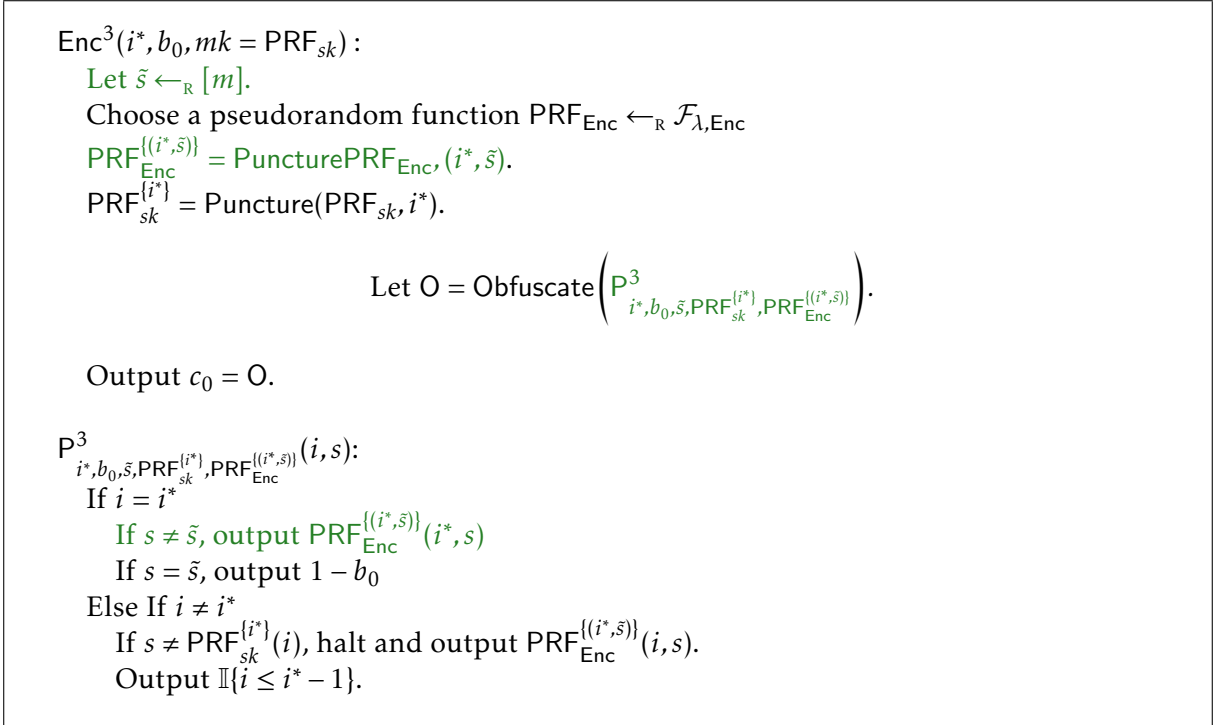 Enc³(i*, b₀, mk = PRF_sk) :
Let s̃ ←_R [m].
Choose a pseudorandom function PRF_Enc ←_R ℱ_{λ,Enc}
PRF_Enc^{{(i*,s̃)}} = PuncturePRF_Enc, (i*, s̃).
PRF_sk^{{i*}} = Puncture(PRF_sk, i*).
Let O = Obfuscate(P³_{i*,b₀,s̃,PRF_sk^{{i*}},PRF_Enc^{{(i*,s̃)}}}).
Output c₀ = O.
P³_{i*,b₀,s̃,PRF_sk^{{i*}},PRF_Enc^{{(i*,s̃)}}}(i, s):
If i = i*
If s ≠ s̃, output PRF_Enc^{{(i*,s̃)}}(i*, s)
If s = s̃, output 1 − b₀
Else If i ≠ i*
If s ≠ PRF_sk^{{i*}}(i), halt and output PRF_Enc^{{(i*,s̃)}}(i, s).
Output 𝕀{i ≤ i* − 1}.